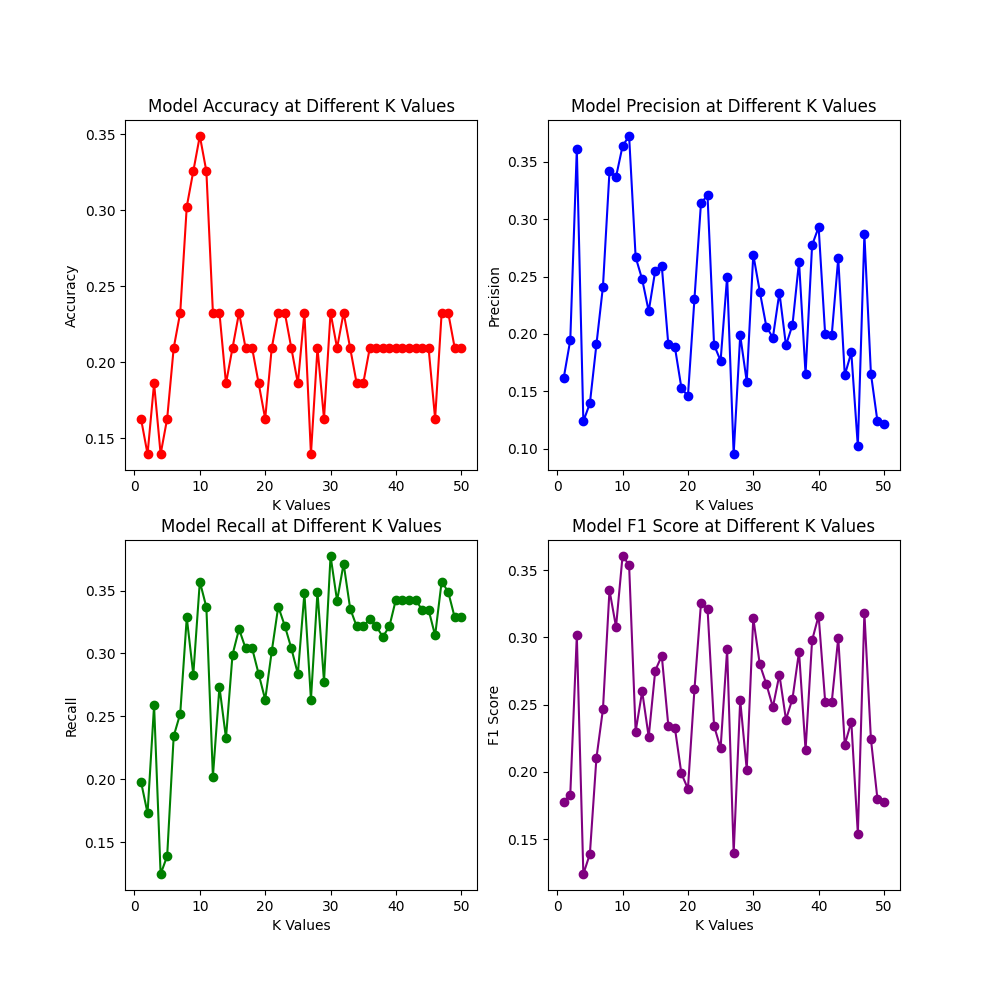 Model Accuracy at Different K Values
0.35
0.30
0.25
0.20
0.15
Accuracy
0 10 20 30 40 50
K Values
Model Precision at Different K Values
0.35
0.30
0.25
0.20
0.15
0.10
Precision
0 10 20 30 40 50
K Values
Model Recall at Different K Values
0.35
0.30
0.25
0.20
0.15
Recall
0 10 20 30 40 50
K Values
Model F1 Score at Different K Values
0.35
0.30
0.25
0.20
0.15
F1 Score
0 10 20 30 40 50
K Values